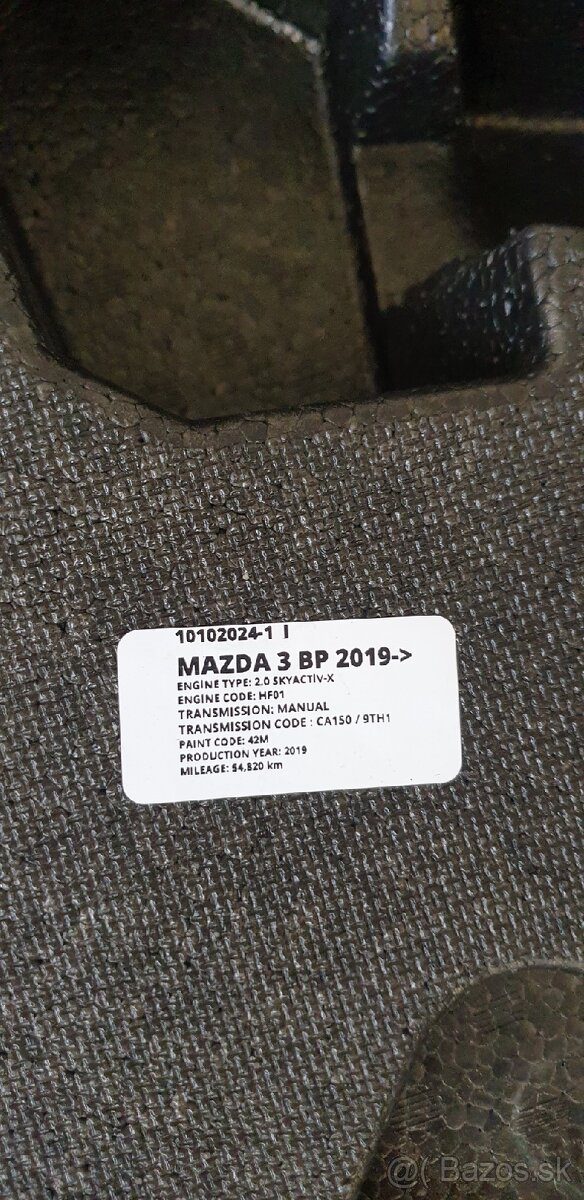 10102024-1 I
MAZDA 3 BP 2019->
ENGINE TYPE: 2.0 SKYACTIV-X
ENGINE CODE: HF01
TRANSMISSION: MANUAL
TRANSMISSION CODE : CA150 / 9TH1
PAINT CODE: 42M
PRODUCTION YEAR: 2019
MILEAGE: 54,820 km
@( Bazos.sk